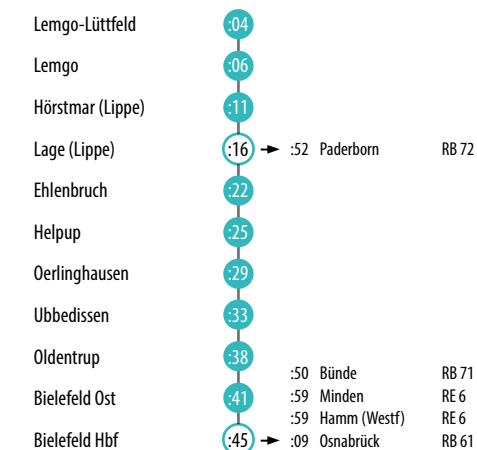 Lemgo-Lüttfeld :04
Lemgo :06
Hörstmar (Lippe) :11
Lage (Lippe) :16 :52 Paderborn RB 72
Ehlenbruch :22
Helpup :25
Oerlinghausen :29
Ubbedissen :33
Oldentrup :38
:50 Bünde RB 71
Bielefeld Ost :41 :59 Minden RE 6
:59 Hamm (Westf) RE 6
Bielefeld Hbf :45 :09 Osnabrück RB 61